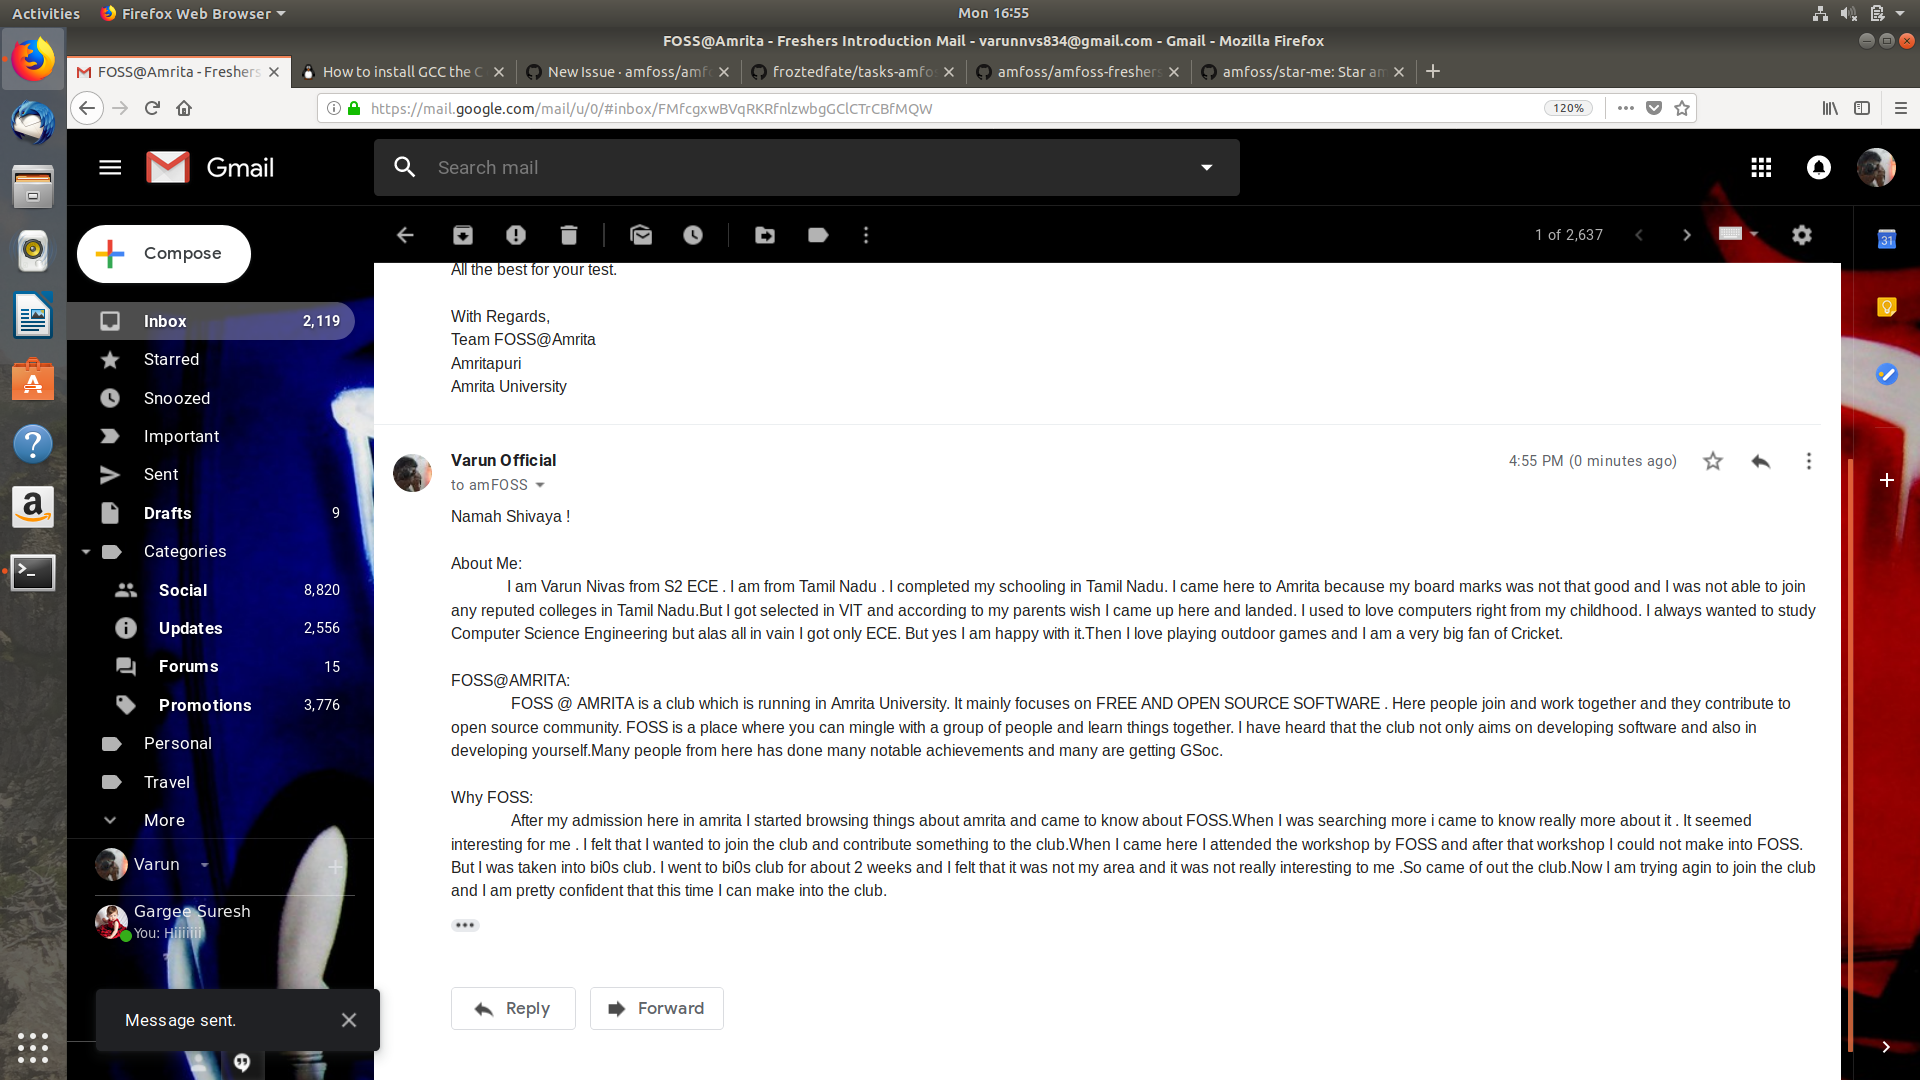 Activities
Firefox Web Browser
Mon 16:55
FOSS@Amrita - Freshers Introduction Mail - varunnvs834@gmail.com - Gmail - Mozilla Firefox
FOSS@Amrita - Freshers
How to install GCC the C
New Issue · amfoss/amfo
froztedfate/tasks-amfos
amfoss/amfoss-freshers
amfoss/star-me: Star am
https://mail.google.com/mail/u/0/#inbox/FMfcgxwBVqRKRfnlzwbgGClCTrCBfMQW
120%
Gmail
Search mail
Compose
1 of 2,637
31
Inbox 2,119
Starred
Snoozed
Important
Sent
Drafts 9
Categories
Social 8,820
Updates 2,556
Forums 15
Promotions 3,776
Personal
Travel
More
Varun
Gargee Suresh
You: Hiiiiiii
Message sent.
All the best for your test.
With Regards,
Team FOSS@Amrita
Amritapuri
Amrita University
Varun Official
4:55 PM (0 minutes ago)
to amFOSS
Namah Shivaya !
About Me:
I am Varun Nivas from S2 ECE . I am from Tamil Nadu . I completed my schooling in Tamil Nadu. I came here to Amrita because my board marks was not that good and I was not able to join
any reputed colleges in Tamil Nadu.But I got selected in VIT and according to my parents wish I came up here and landed. I used to love computers right from my childhood. I always wanted to study
Computer Science Engineering but alas all in vain I got only ECE. But yes I am happy with it.Then I love playing outdoor games and I am a very big fan of Cricket.
FOSS@AMRITA:
FOSS @ AMRITA is a club which is running in Amrita University. It mainly focuses on FREE AND OPEN SOURCE SOFTWARE . Here people join and work together and they contribute to
open source community. FOSS is a place where you can mingle with a group of people and learn things together. I have heard that the club not only aims on developing software and also in
developing yourself.Many people from here has done many notable achievements and many are getting GSoc.
Why FOSS:
After my admission here in amrita I started browsing things about amrita and came to know about FOSS.When I was searching more i came to know really more about it . It seemed
interesting for me . I felt that I wanted to join the club and contribute something to the club.When I came here I attended the workshop by FOSS and after that workshop I could not make into FOSS.
But I was taken into bi0s club. I went to bi0s club for about 2 weeks and I felt that it was not my area and it was not really interesting to me .So came of out the club.Now I am trying agin to join the club
and I am pretty confident that this time I can make into the club.
Reply
Forward